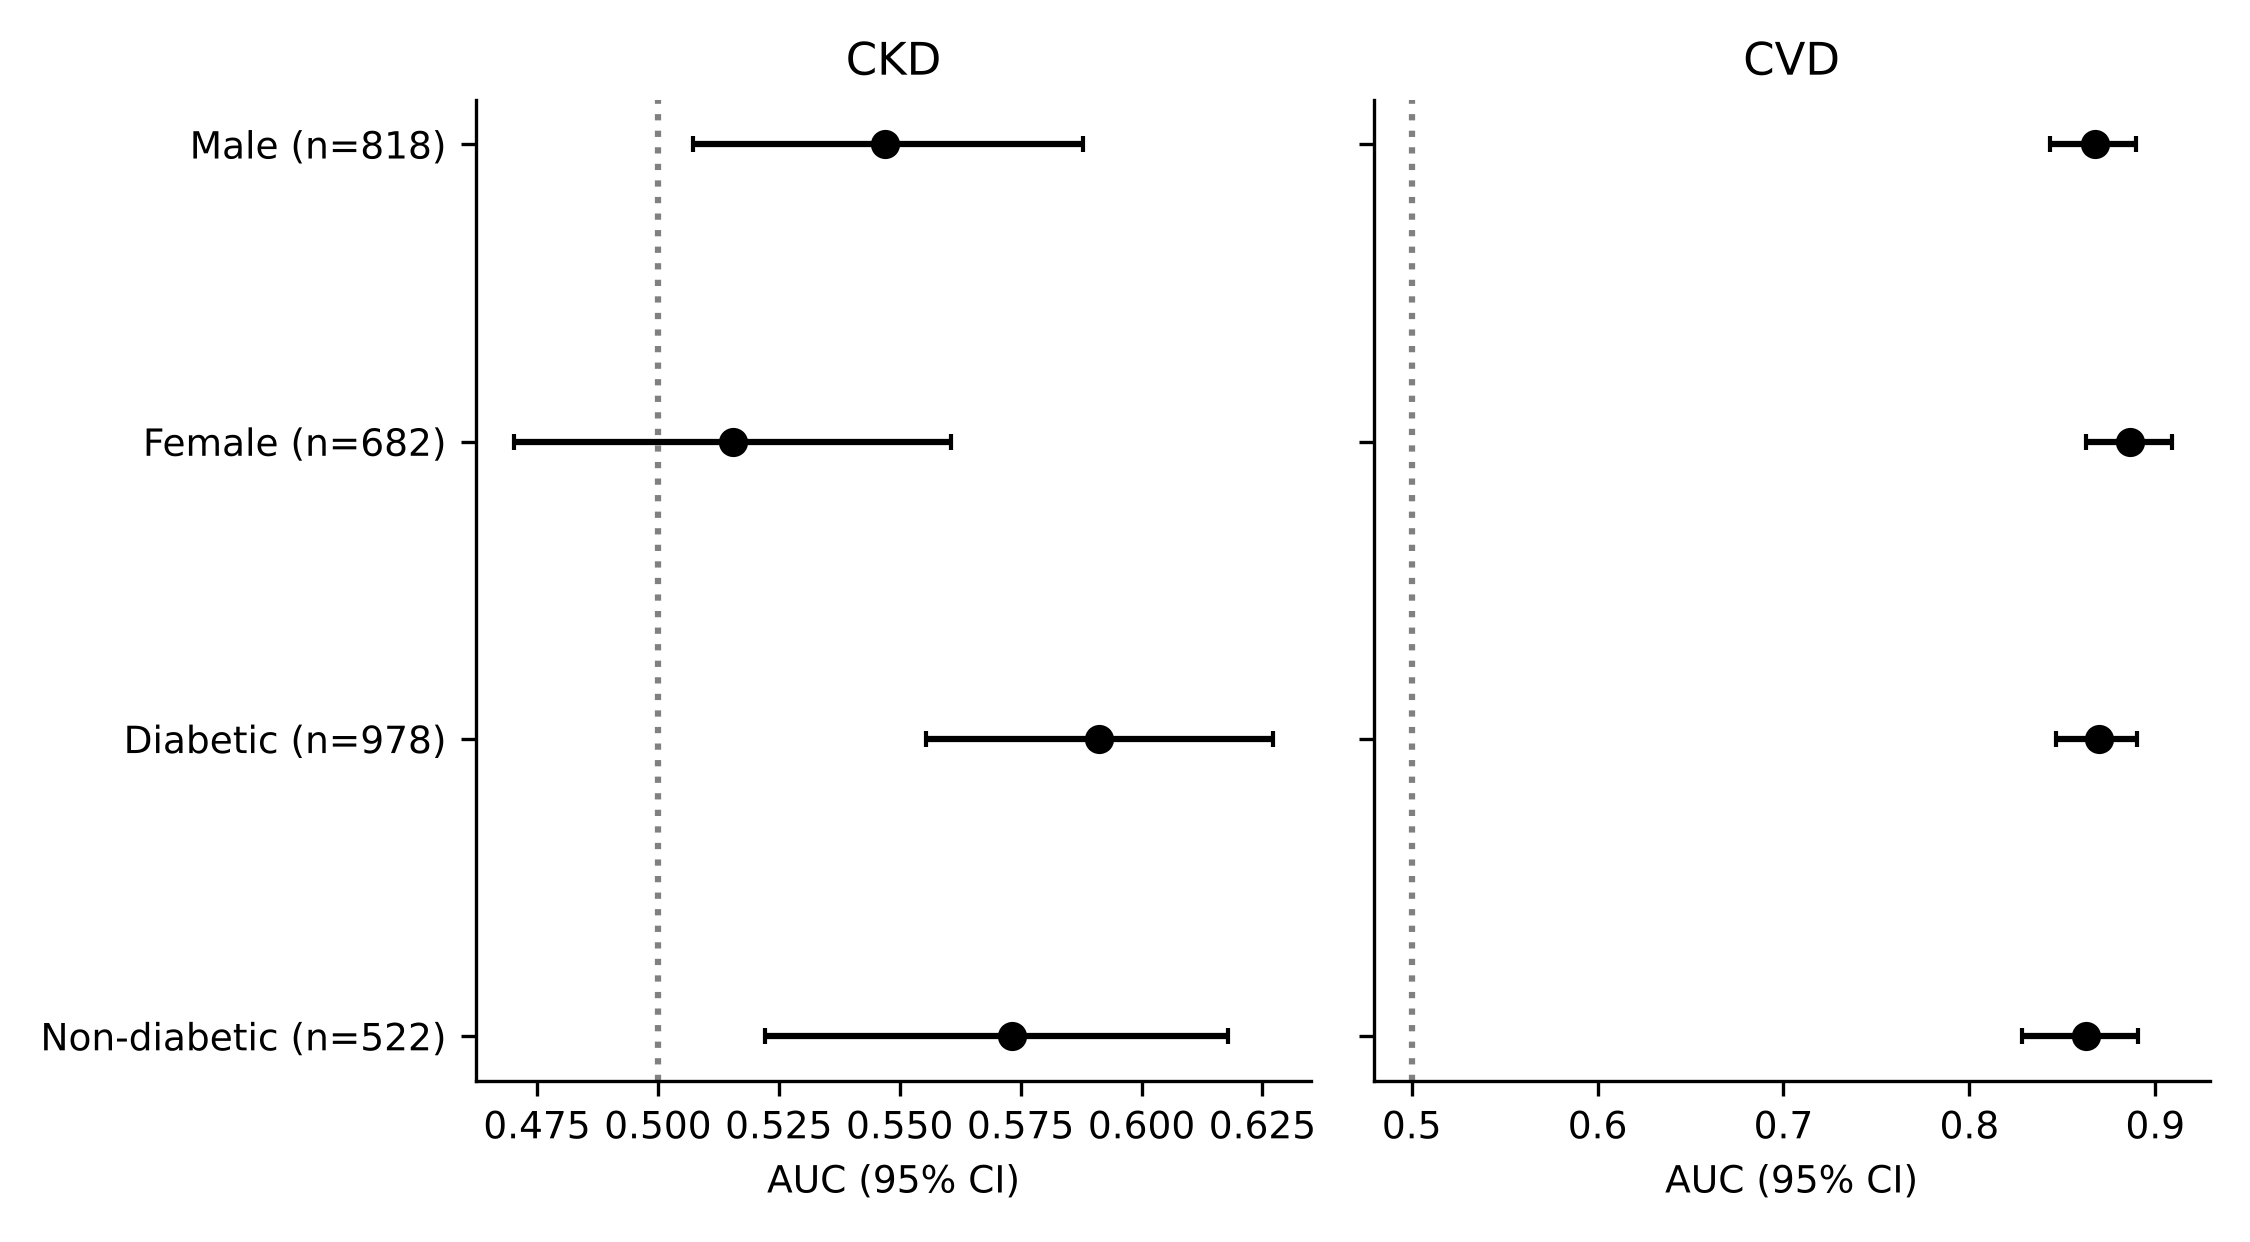 CKD
CVD
Male (n=818)
Female (n=682)
Diabetic (n=978)
Non-diabetic (n=522)
0.475 0.500 0.525 0.550 0.575 0.600 0.625
0.5 0.6 0.7 0.8 0.9
AUC (95% CI)
AUC (95% CI)